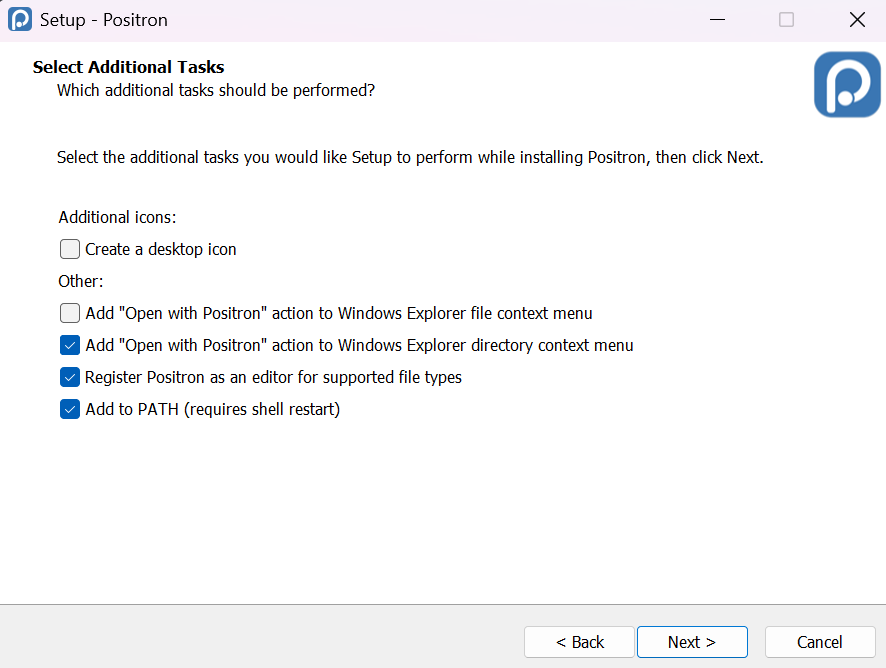 Setup - Positron
Select Additional Tasks
Which additional tasks should be performed?
Select the additional tasks you would like Setup to perform while installing Positron, then click Next.
Additional icons:
Create a desktop icon
Other:
Add "Open with Positron" action to Windows Explorer file context menu
Add "Open with Positron" action to Windows Explorer directory context menu
Register Positron as an editor for supported file types
Add to PATH (requires shell restart)
< Back Next > Cancel